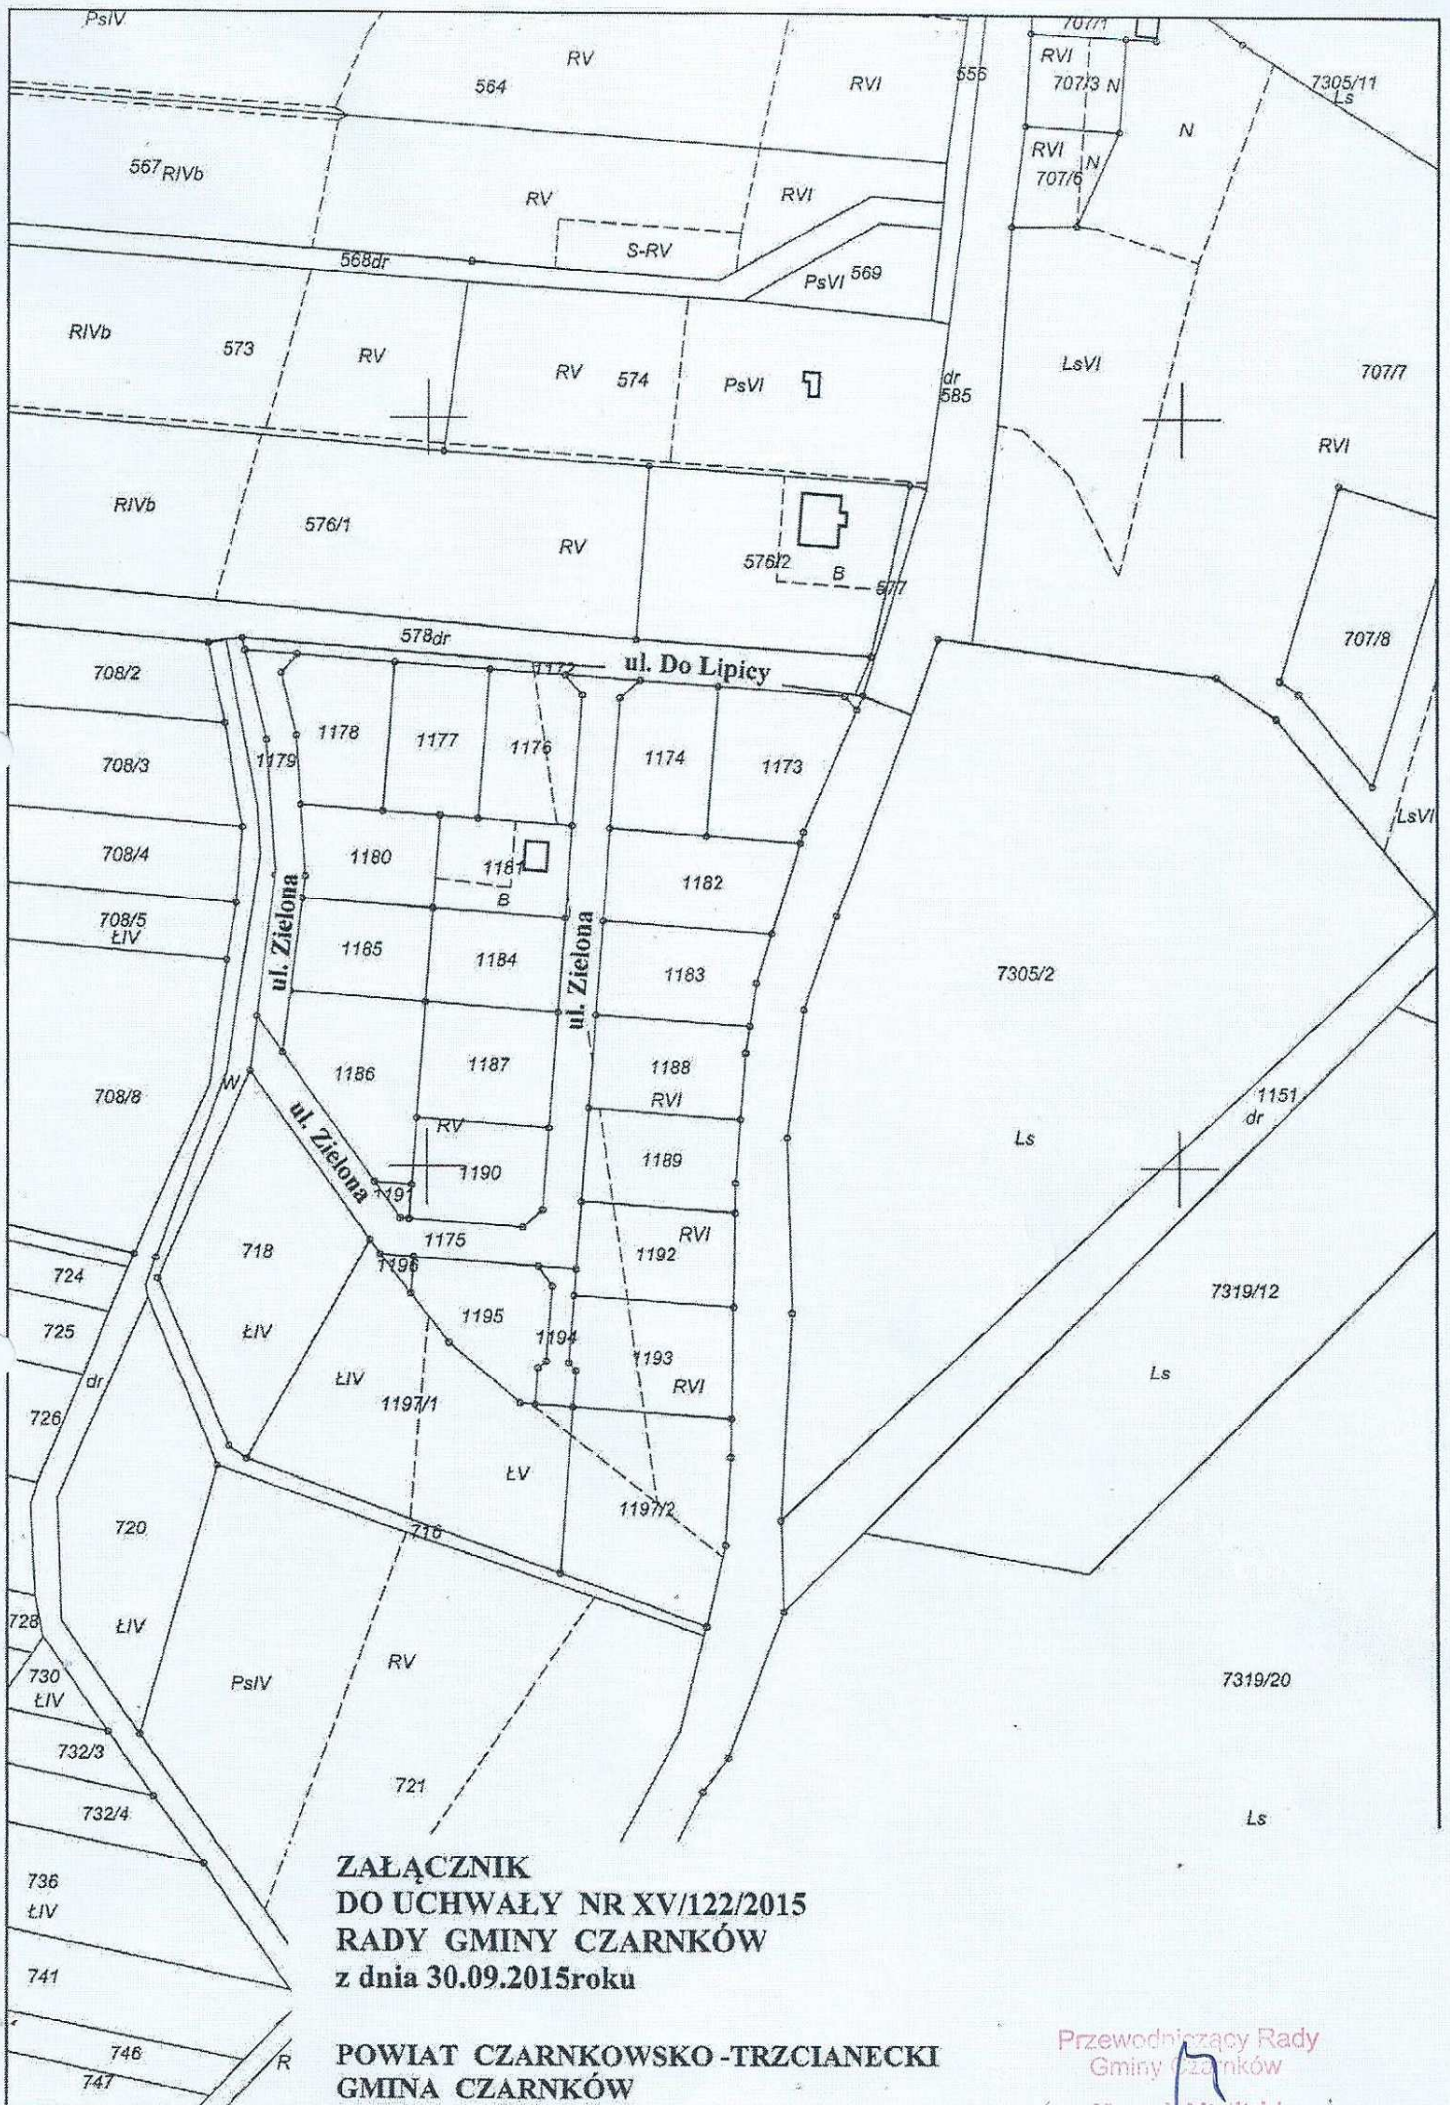 PsIV
RV
564
RVI
556
707/1
RVI
707/3 N
7305/11
Ls
N
567 RIVb
RVI
N
707/6
RV
RVI
S-RV
568dr
PsVI 569
RIVb
573
RV
RV
574
PsVI
dr
585
LsVI
707/7
RVI
RIVb
576/1
RV
576/2
B
577
578dr
ul. Do Lipicy
707/8
708/2
1172
1178
1177
1176
1174
1173
708/3
1179
LsVI
708/4
1180
1181
B
1182
708/5
ŁIV
ul. Zielona
1185
1184
ul. Zielona
1183
7305/2
708/8
W
1186
1187
1188
RVI
1151
dr
ul. Zielona
RV
Ls
1190
1189
1191
718
1175
RVI
1192
1196
724
725
ŁIV
1195
1194
7319/12
1193
dr
ŁIV
1197/1
RVI
Ls
726
ŁV
1197/2
720
716
728
ŁIV
730
ŁIV
PsIV
RV
7319/20
732/3
721
732/4
Ls
736
ŁIV
741
746
747
R
ZAŁĄCZNIK
DO UCHWAŁY NR XV/122/2015
RADY GMINY CZARNKÓW
z dnia 30.09.2015roku
POWIAT CZARNKOWSKO-TRZCIANECKI
GMINA CZARNKÓW
Przewodniczący Rady
Gminy Czarnków